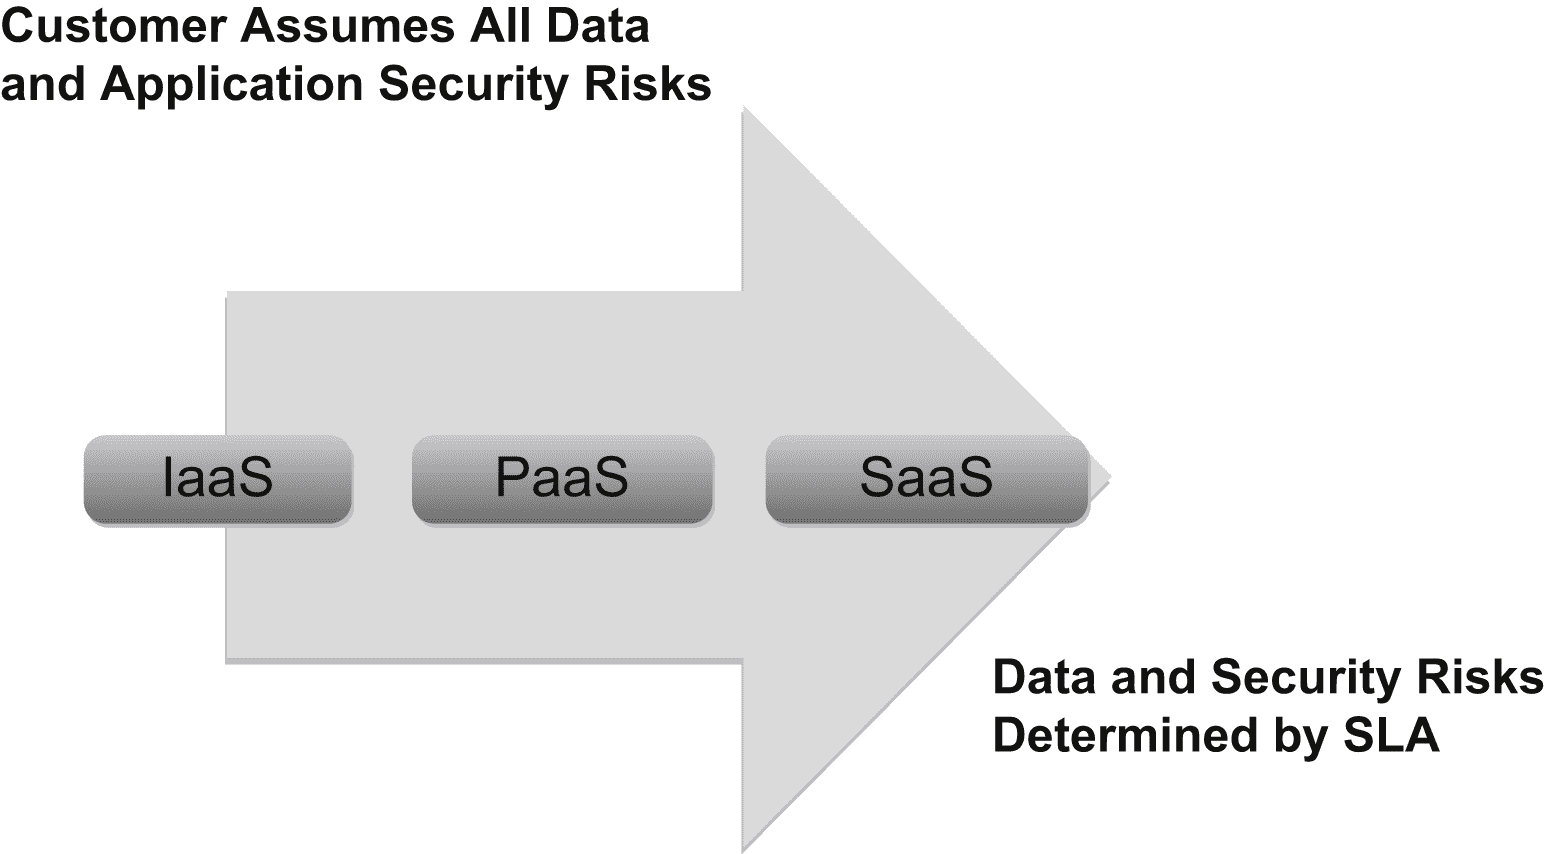 Customer Assumes All Data
and Application Security Risks
IaaS
PaaS
SaaS
Data and Security Risks
Determined by SLA